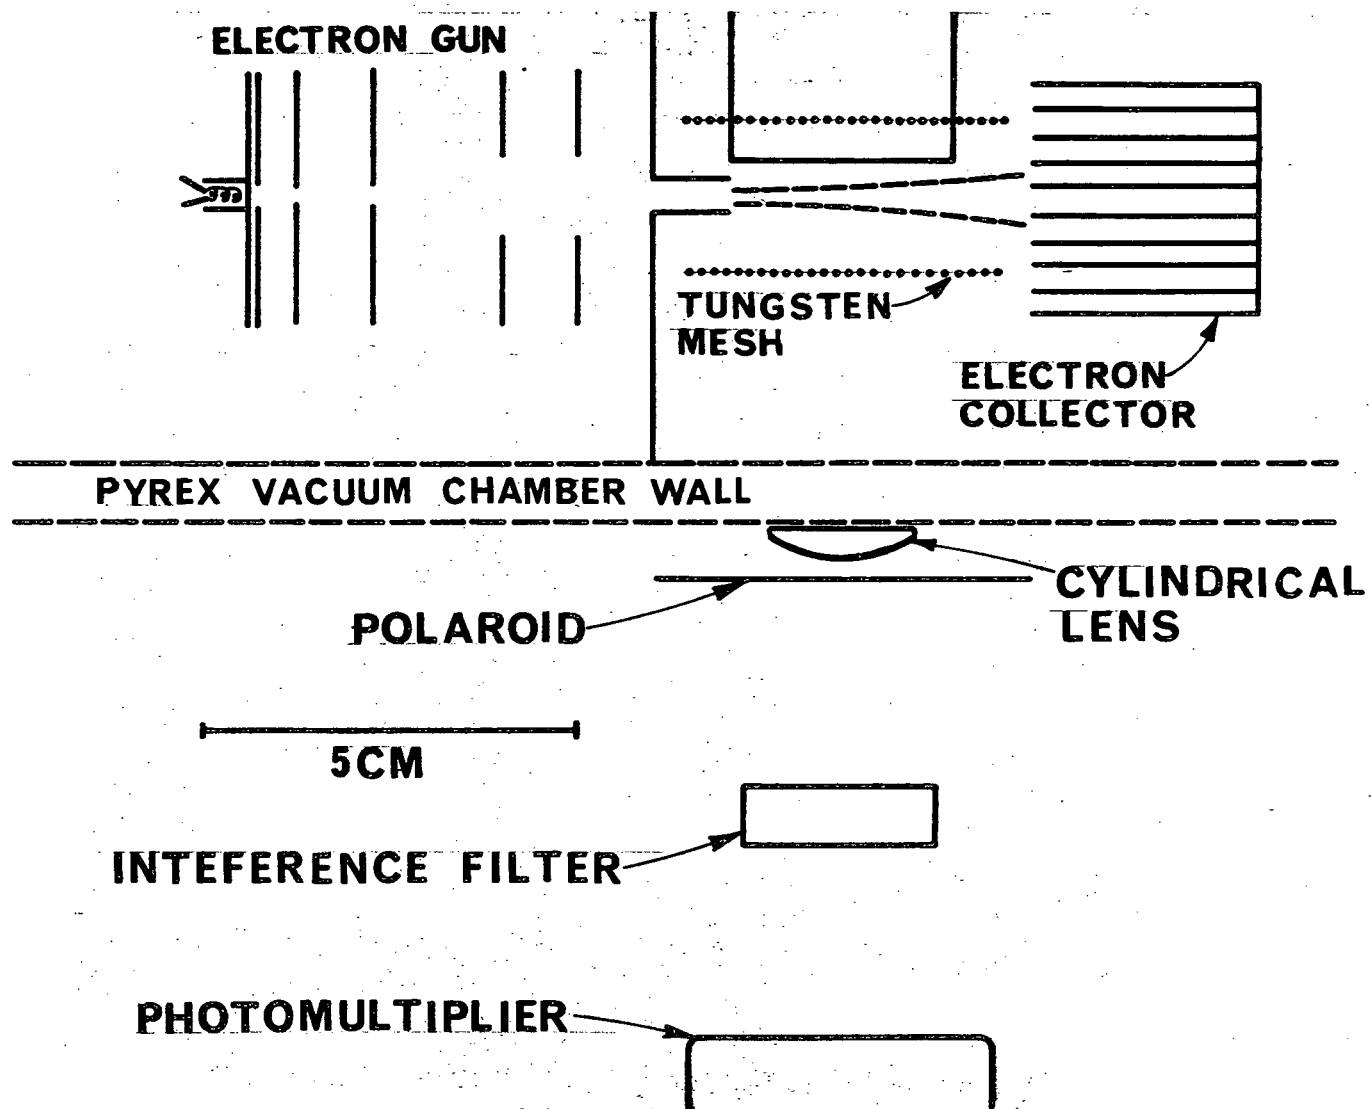 ELECTRON GUN
TUNGSTEN
MESH
ELECTRON
COLLECTOR
PYREX VACUUM CHAMBER WALL
CYLINDRICAL
LENS
POLAROID
5CM
INTEFERENCE FILTER
PHOTOMULTIPLIER